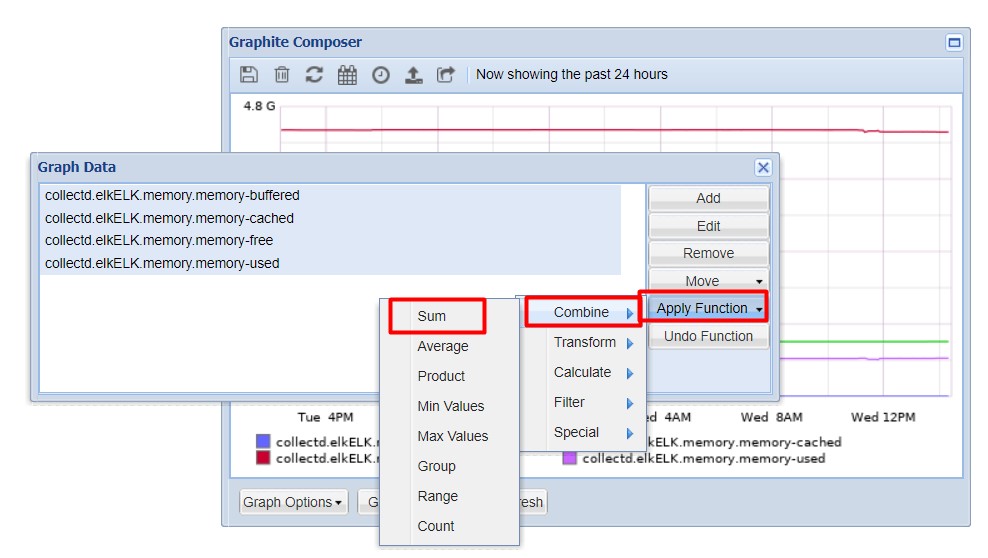 Graphite Composer
Now showing the past 24 hours
4.8 G
Graph Data
collectd.elkELK.memory.memory-buffered
collectd.elkELK.memory.memory-cached
collectd.elkELK.memory.memory-free
collectd.elkELK.memory.memory-used
Add
Edit
Remove
Move
Apply Function
Undo Function
Combine
Transform
Calculate
Filter
Special
Sum
Average
Product
Min Values
Max Values
Group
Range
Count
Tue 4PM
4AM
Wed 8AM
Wed 12PM
collectd.elkELK.
kELK.memory.memory-cached
collectd.elkELK.
collectd.elkELK.memory.memory-used
Graph Options